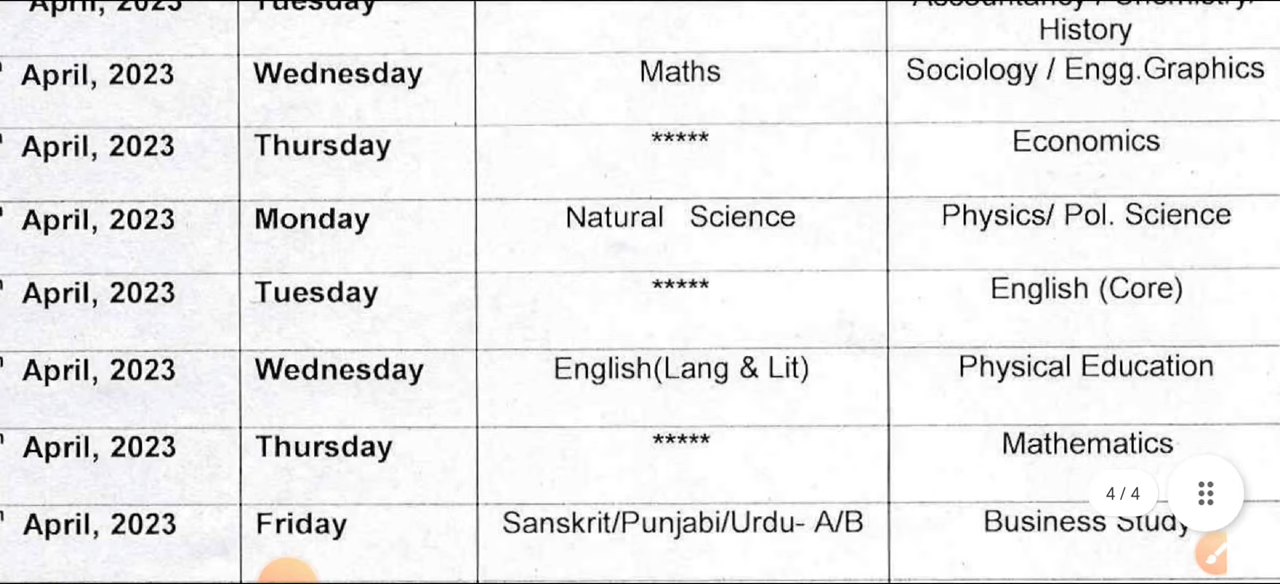 April, 2023 Tuesday Accountancy / Chemistry/
History
April, 2023 Wednesday Maths Sociology / Engg.Graphics
April, 2023 Thursday ***** Economics
April, 2023 Monday Natural Science Physics/ Pol. Science
April, 2023 Tuesday ***** English (Core)
April, 2023 Wednesday English(Lang & Lit) Physical Education
April, 2023 Thursday ***** Mathematics
4 / 4
April, 2023 Friday Sanskrit/Punjabi/Urdu- A/B Business Study